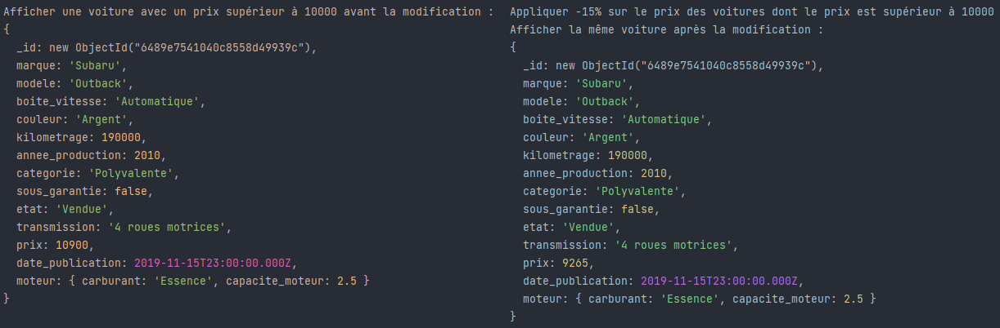 Afficher une voiture avec un prix supérieur à 10000 avant la modification :
{
  _id: new ObjectId("6489e7541040c8558d49939c"),
  marque: 'Subaru',
  modele: 'Outback',
  boite_vitesse: 'Automatique',
  couleur: 'Argent',
  kilometrage: 190000,
  annee_production: 2010,
  categorie: 'Polyvalente',
  sous_garantie: false,
  etat: 'Vendue',
  transmission: '4 roues motrices',
  prix: 10900,
  date_publication: 2019-11-15T23:00:00.000Z,
  moteur: { carburant: 'Essence', capacite_moteur: 2.5 }
}
Appliquer -15% sur le prix des voitures dont le prix est supérieur à 10000
Afficher la même voiture après la modification :
{
  _id: new ObjectId("6489e7541040c8558d49939c"),
  marque: 'Subaru',
  modele: 'Outback',
  boite_vitesse: 'Automatique',
  couleur: 'Argent',
  kilometrage: 190000,
  annee_production: 2010,
  categorie: 'Polyvalente',
  sous_garantie: false,
  etat: 'Vendue',
  transmission: '4 roues motrices',
  prix: 9265,
  date_publication: 2019-11-15T23:00:00.000Z,
  moteur: { carburant: 'Essence', capacite_moteur: 2.5 }
}